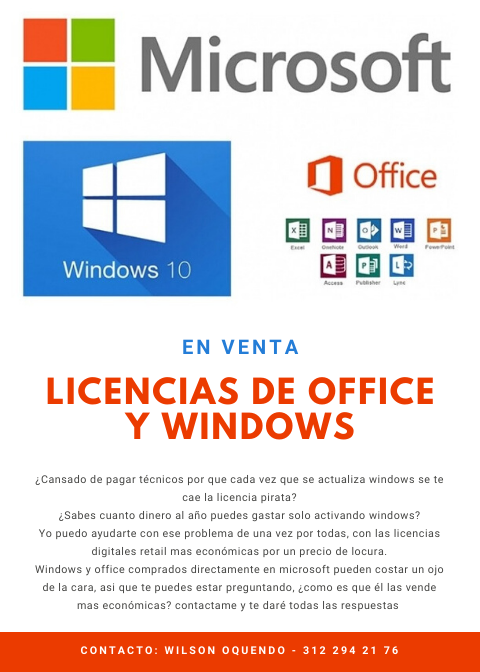 Microsoft
Windows 10
Office
Excel OneNote Outlook Word PowerPoint
Access Publisher Lync
EN VENTA
LICENCIAS DE OFFICE
Y WINDOWS
¿Cansado de pagar técnicos por que cada vez que se actualiza windows se te
cae la licencia pirata?
¿Sabes cuanto dinero al año puedes gastar solo activando windows?
Yo puedo ayudarte con ese problema de una vez por todas, con las licencias
digitales retail mas económicas por un precio de locura.
Windows y office comprados directamente en microsoft pueden costar un ojo
de la cara, asi que te puedes estar preguntando, ¿como es que él las vende
mas económicas? contactame y te daré todas las respuestas
CONTACTO: WILSON OQUENDO - 312 294 21 76